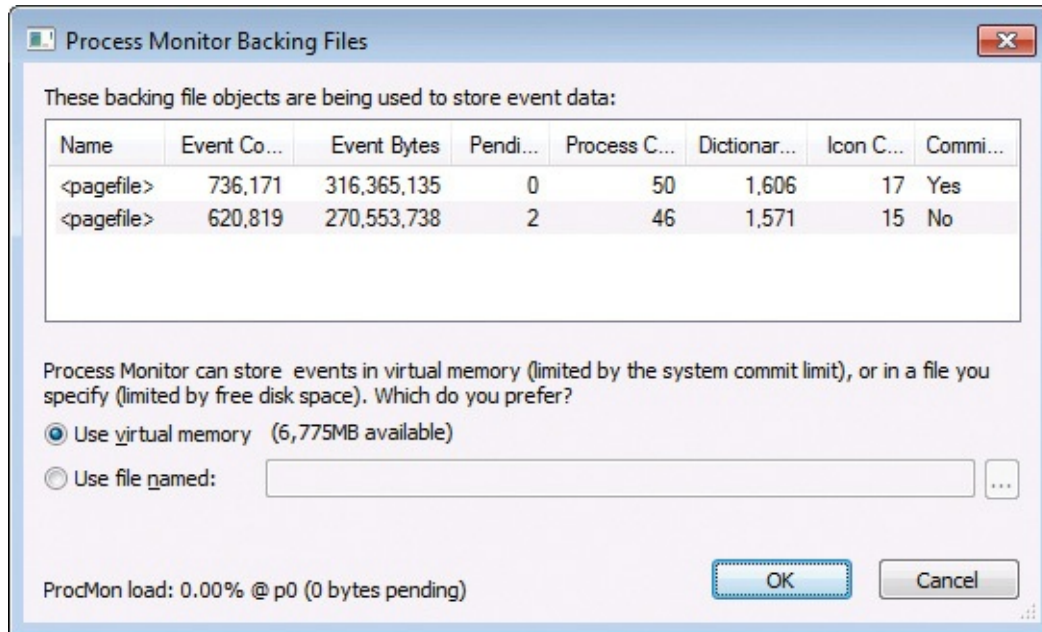 Process Monitor Backing Files
These backing file objects are being used to store event data:
Name Event Co... Event Bytes Pendi... Process C... Dictionar... Icon C... Commi...
<pagefile> 736,171 316,365,135 0 50 1,606 17 Yes
<pagefile> 620,819 270,553,738 2 46 1,571 15 No
Process Monitor can store events in virtual memory (limited by the system commit limit), or in a file you
specify (limited by free disk space). Which do you prefer?
Use virtual memory (6,775MB available)
Use file named:
...
ProcMon load: 0.00% @ p0 (0 bytes pending) OK Cancel